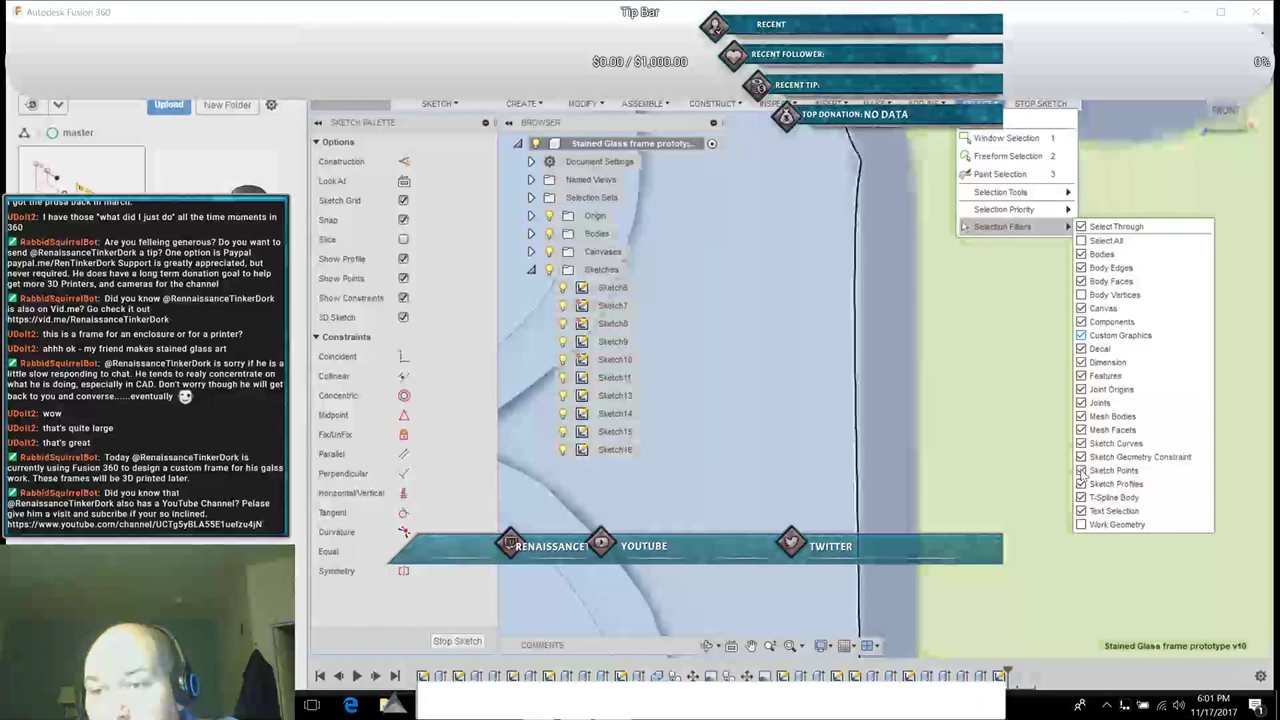 Autodesk Fusion 360
Tip Bar
RECENT
$0.00 / $1,000.00
RECENT FOLLOWER:
0%
RECENT TIP:
TOP DONATION: NO DATA
Upload
New Folder
master
SKETCH
CREATE
MODIFY
ASSEMBLE
CONSTRUCT
STOP SKETCH
FRONT
SKETCH PALETTE
Options
Construction
Look At
Sketch Grid
Snap
Slice
Show Profile
Show Points
Show Constraints
3D Sketch
Constraints
Coincident
Collinear
Concentric
Midpoint
Fix/UnFix
Parallel
Perpendicular
Horizontal/Vertical
Tangent
Curvature
Equal
Symmetry
Stop Sketch
BROWSER
Stained Glass frame prototy...
Document Settings
Named Views
Selection Sets
Origin
Bodies
Canvases
Sketches
Sketch6
Sketch7
Sketch8
Sketch9
Sketch10
Sketch11
Sketch13
Sketch14
Sketch15
Sketch16
Window Selection 1
Freeform Selection 2
Paint Selection 3
Selection Tools
Selection Priority
Selection Filters
Select Through
Select All
Bodies
Body Edges
Body Faces
Body Vertices
Canvas
Components
Custom Graphics
Decal
Dimension
Features
Joint Origins
Joints
Mesh Bodies
Mesh Facets
Sketch Curves
Sketch Geometry Constraint
Sketch Points
Sketch Profiles
T-Spline Body
Text Selection
Work Geometry
I got the prusa back in march.
UDoIt2: I have those "what did I just do" all the time moments in
360
RabbidSquirrelBot: Are you felleing generous? Do you want to
send @RenaissanceTinkerDork a tip? One option is Paypal
paypal.me/RenTinkerDork Support is greatly appreciated, but
never required. He does have a long term donation goal to help
get more 3D Printers, and cameras for the channel
RabbidSquirrelBot: Did you know @RennaissanceTinkerDork
is also on Vid.me? Go check it out
https://vid.me/RenaissanceTinkerDork
UDoIt2: this is a frame for an enclosure or for a printer?
UDoIt2: ahhh ok - my friend makes stained glass art
RabbidSquirrelBot: @RenaissanceTinkerDork is sorry if he is a
little slow responding to chat. He tends to realy concertrate on
what he is doing, especially in CAD. Don't worry though he will get
back to you and converse......eventually
UDoIt2: wow
UDoIt2: that's quite large
UDoIt2: that's great
RabbidSquirrelBot: Today @RenaissanceTinkerDork is
currently using Fusion 360 to design a custom frame for his galss
work. These frames will be 3D printed later.
RabbidSquirrelBot: Did you know that
@RenaissanceTinkerDork also has a YouTube Channel? Pelase
give him a visit and subcribe if your so inclined.
RENAISSANCET
YOUTUBE
TWITTER
COMMENTS
Stained Glass frame prototype v10
6:01 PM
11/17/2017